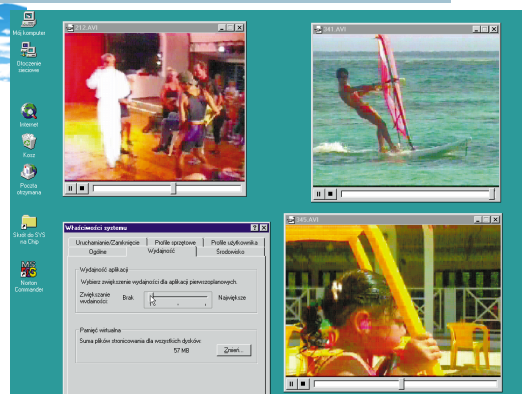 Mój komputer
Otoczenie
sieciowe
Internet
Kosz
Poczta
otrzymana
Skrót do SYS
na Chip
Norton
Commander
212.AVI
241.AVI
Właściwości systemu
Uruchamianie/Zamknięcie
Profile sprzętowe
Profile użytkownika
Ogólne
Wydajność
Środowisko
Wydajność aplikacji
Wybierz zwiększenie wydajności dla aplikacji pierwszoplanowych.
Zwiększanie
wydajności:
Brak
Największe
Pamięć wirtualna
Suma plików stronicowania dla wszystkich dysków:
57 MB
Zmień...
345.AVI